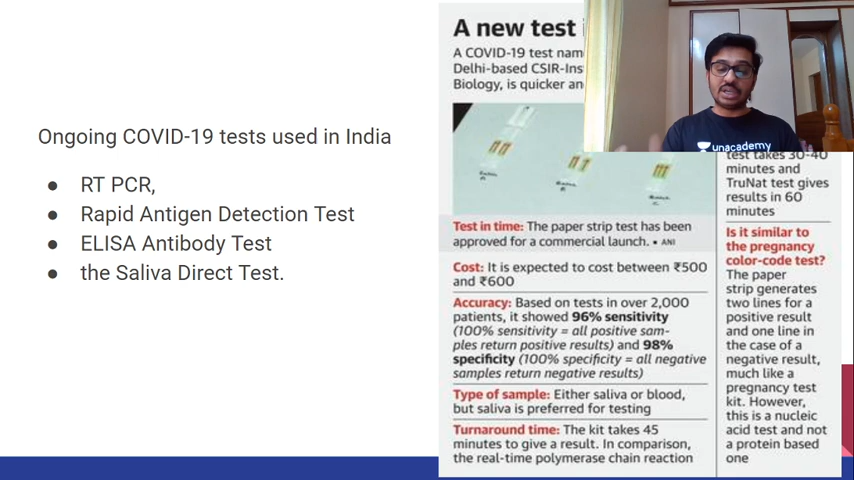 Ongoing COVID-19 tests used in India
● RT PCR,
● Rapid Antigen Detection Test
● ELISA Antibody Test
● the Saliva Direct Test.
A new test
A COVID-19 test nam
Delhi-based CSIR-Ins
Biology, is quicker an
Test in time: The paper strip test has been
approved for a commercial launch. • ANI
Cost: It is expected to cost between ₹500
and ₹600
Accuracy: Based on tests in over 2,000
patients, it showed 96% sensitivity
(100% sensitivity = all positive sam-
ples return positive results) and 98%
specificity (100% specificity = all negative
samples return negative results)
Type of sample: Either saliva or blood,
but saliva is preferred for testing
Turnaround time: The kit takes 45
minutes to give a result. In comparison,
the real-time polymerase chain reaction
test takes 30-40
minutes and
TruNat test gives
results in 60
minutes
Is it similar to
the pregnancy
color-code test?
The paper
strip generates
two lines for a
positive result
and one line in
the case of a
negative result,
much like a
pregnancy test
kit. However,
this is a nucleic
acid test and not
a protein based
one
unacademy